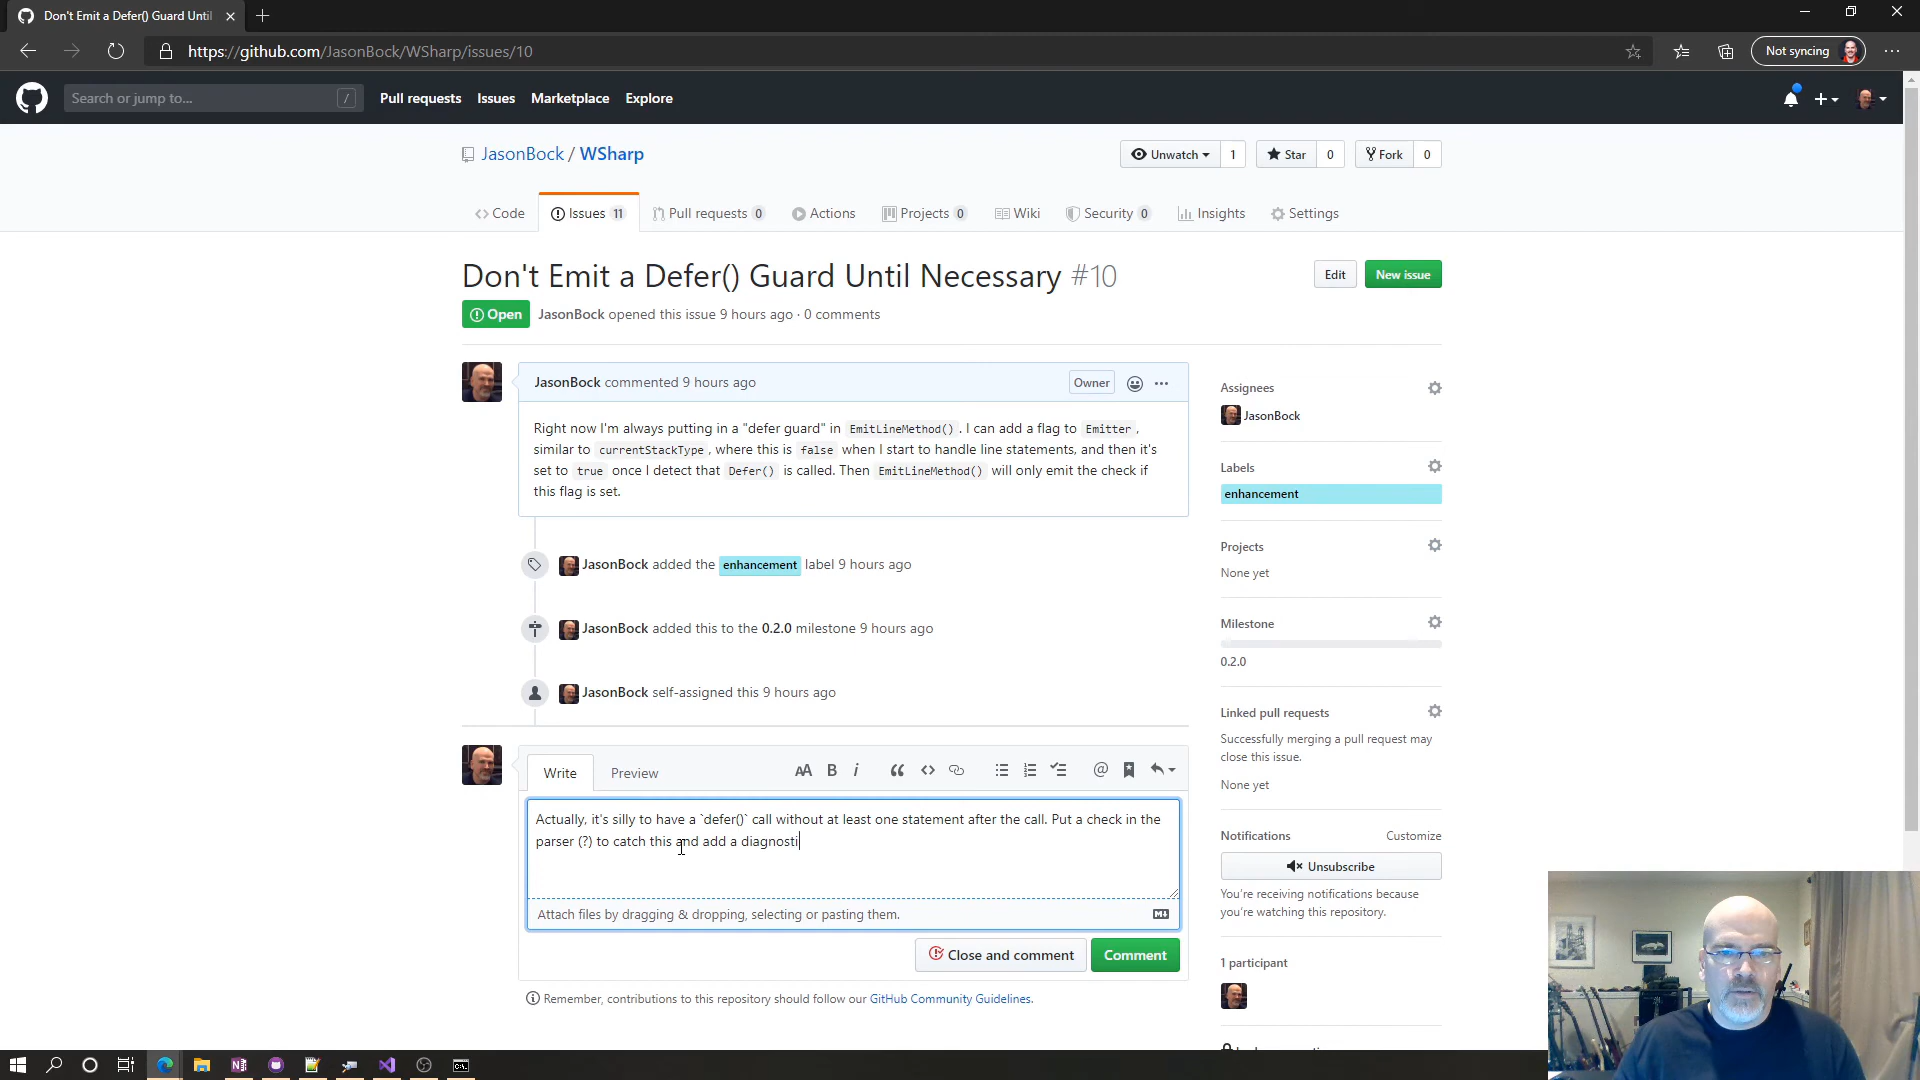 Don't Emit a Defer() Guard Until
https://github.com/JasonBock/WSharp/issues/10
Not syncing
Search or jump to...
/
Pull requests
Issues
Marketplace
Explore
JasonBock / WSharp
Unwatch
1
Star
0
Fork
0
Code
Issues 11
Pull requests 0
Actions
Projects 0
Wiki
Security 0
Insights
Settings
Don't Emit a Defer() Guard Until Necessary #10
Edit
New issue
Open
JasonBock opened this issue 9 hours ago · 0 comments
JasonBock commented 9 hours ago
Owner
Right now I'm always putting in a "defer guard" in EmitLineMethod(). I can add a flag to Emitter,
similar to currentStackType, where this is false when I start to handle line statements, and then it's
set to true once I detect that Defer() is called. Then EmitLineMethod() will only emit the check if
this flag is set.
JasonBock added the enhancement label 9 hours ago
JasonBock added this to the 0.2.0 milestone 9 hours ago
JasonBock self-assigned this 9 hours ago
Assignees
JasonBock
Labels
enhancement
Projects
None yet
Milestone
0.2.0
Linked pull requests
Successfully merging a pull request may
close this issue.
None yet
Notifications
Customize
Unsubscribe
You're receiving notifications because
you're watching this repository.
1 participant
Write
Preview
AA B i
Actually, it's silly to have a `defer()` call without at least one statement after the call. Put a check in the
parser (?) to catch this and add a diagnosti
Attach files by dragging & dropping, selecting or pasting them.
Close and comment
Comment
Remember, contributions to this repository should follow our GitHub Community Guidelines.